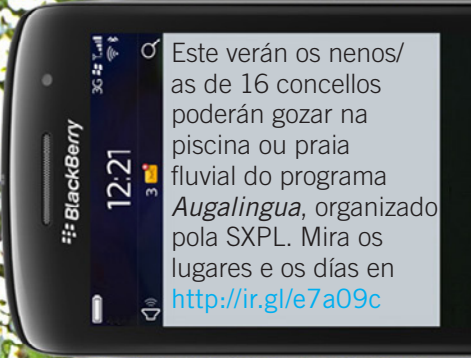 BlackBerry
3G
12:21
3
Este verán os nenos/
as de 16 concellos
poderán gozar na
piscina ou praia
fluvial do programa
Augalingua, organizado
pola SXPL. Mira os
lugares e os días en
http://ir.gl/e7a09c